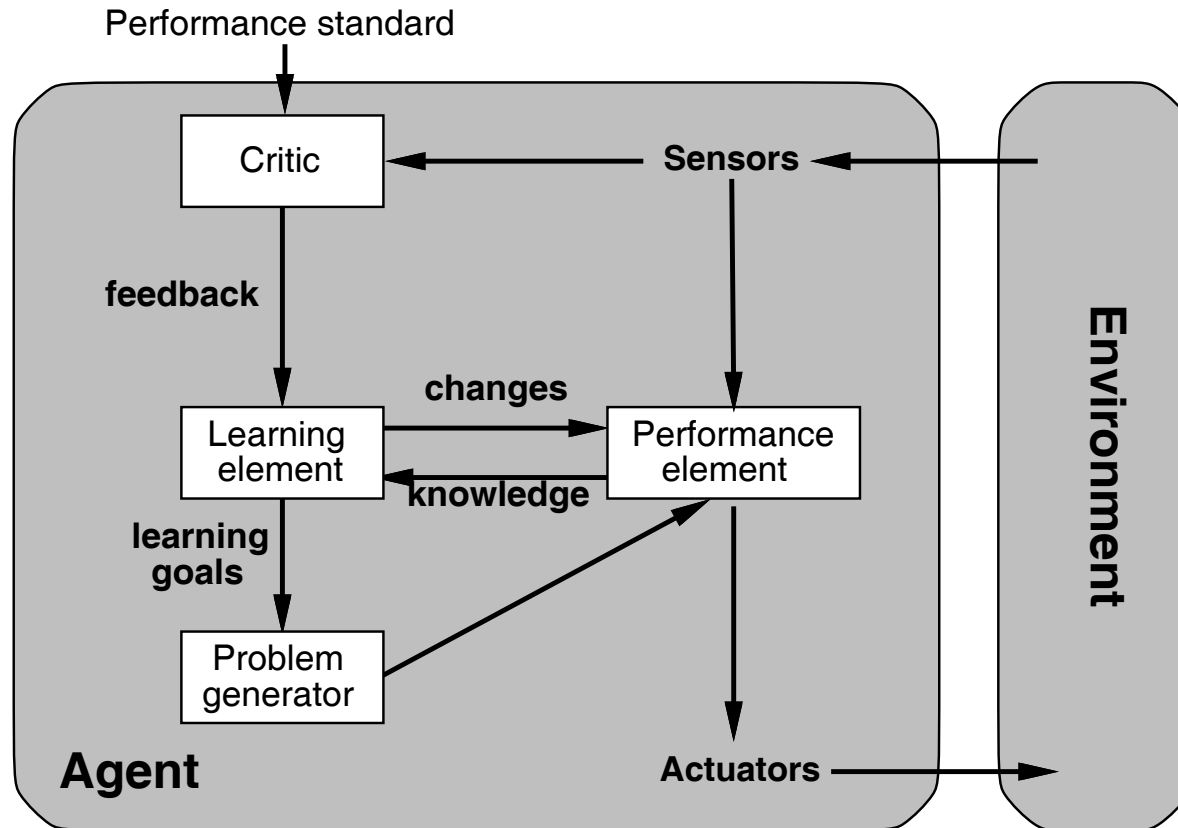 Performance standard
Critic
Sensors
feedback
changes
Learning
element
Performance
element
knowledge
learning
goals
Problem
generator
Agent
Actuators
Environment